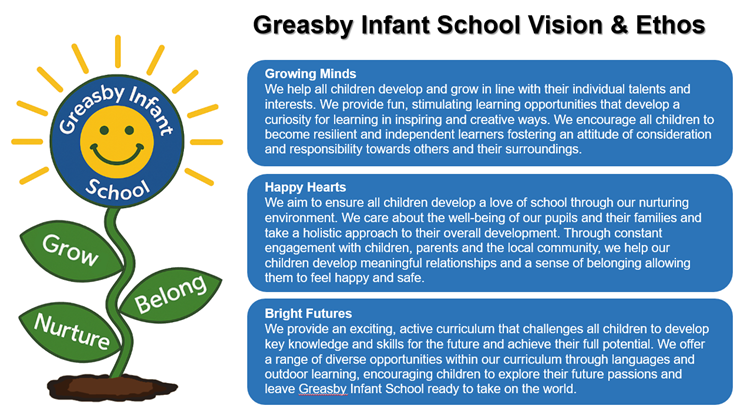 Greasby Infant School Vision & Ethos
Greasby Infant
School
Grow
Belong
Nurture
Growing Minds
We help all children develop and grow in line with their individual talents and
interests. We provide fun, stimulating learning opportunities that develop a
curiosity for learning in inspiring and creative ways. We encourage all children to
become resilient and independent learners fostering an attitude of consideration
and responsibility towards others and their surroundings.
Happy Hearts
We aim to ensure all children develop a love of school through our nurturing
environment. We care about the well-being of our pupils and their families and
take a holistic approach to their overall development. Through constant
engagement with children, parents and the local community, we help our
children develop meaningful relationships and a sense of belonging allowing
them to feel happy and safe.
Bright Futures
We provide an exciting, active curriculum that challenges all children to develop
key knowledge and skills for the future and achieve their full potential. We offer
a range of diverse opportunities within our curriculum through languages and
outdoor learning, encouraging children to explore their future passions and
leave Greasby Infant School ready to take on the world.